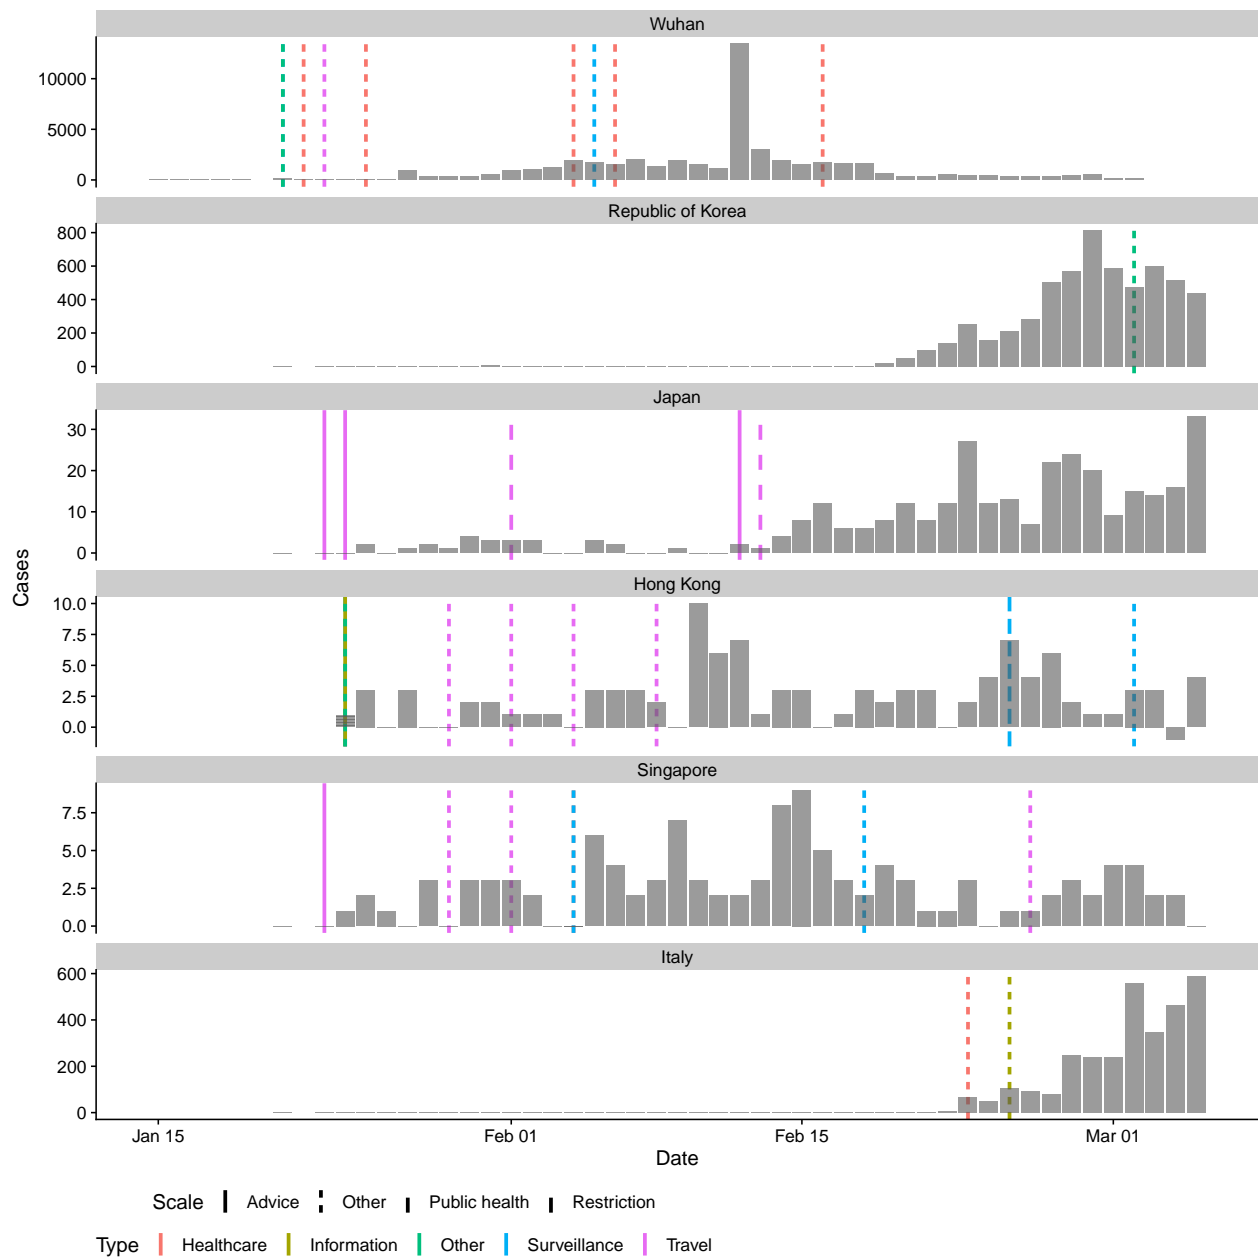 Wuhan
10000
5000
0
Republic of Korea
800
600
400
200
0
Japan
30
20
10
0
Cases
Hong Kong
10.0
7.5
5.0
2.5
0.0
Singapore
7.5
5.0
2.5
0.0
Italy
600
400
200
0
Jan 15 Feb 01 Feb 15 Mar 01
Date
Scale Advice Other Public health Restriction
Type Healthcare Information Other Surveillance Travel